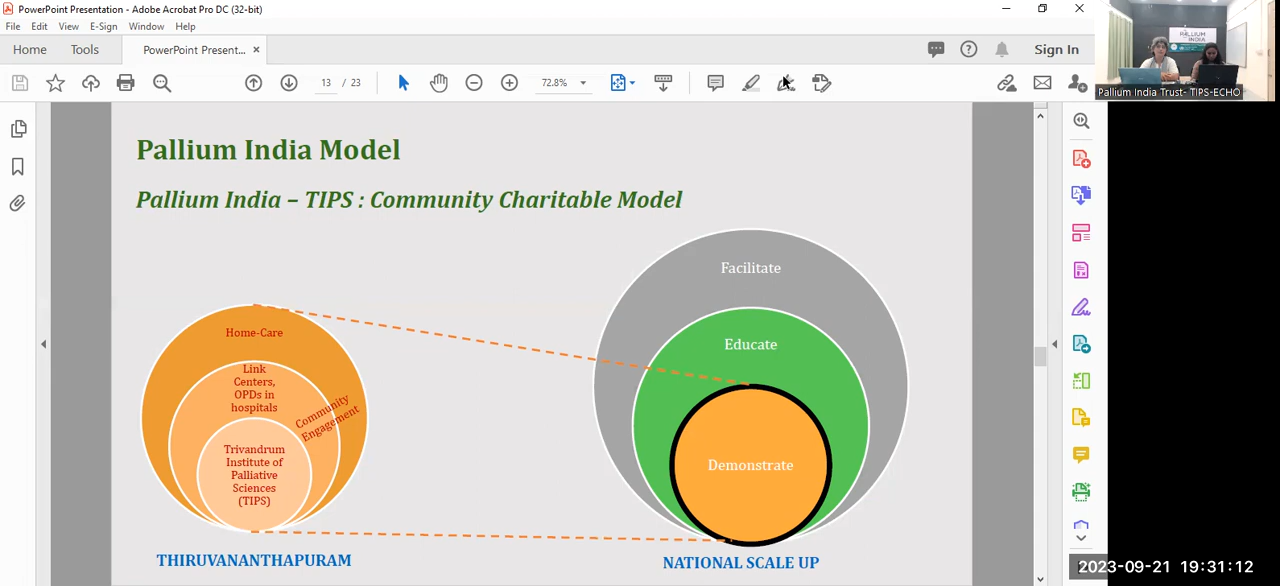 PowerPoint Presentation - Adobe Acrobat Pro DC (32-bit)
File Edit View E-Sign Window Help
Home Tools PowerPoint Present... × Sign In
13 / 23 72.8%
PALLIUM
INDIA
Pallium India Trust- TIPS-ECHO
Pallium India Model
Pallium India – TIPS : Community Charitable Model
Home-Care
Link
Centers,
OPDs in
hospitals
Community
Engagement
Trivandrum
Institute of
Palliative
Sciences
(TIPS)
THIRUVANANTHAPURAM
Facilitate
Educate
Demonstrate
NATIONAL SCALE UP
2023-09-21 19:31:12